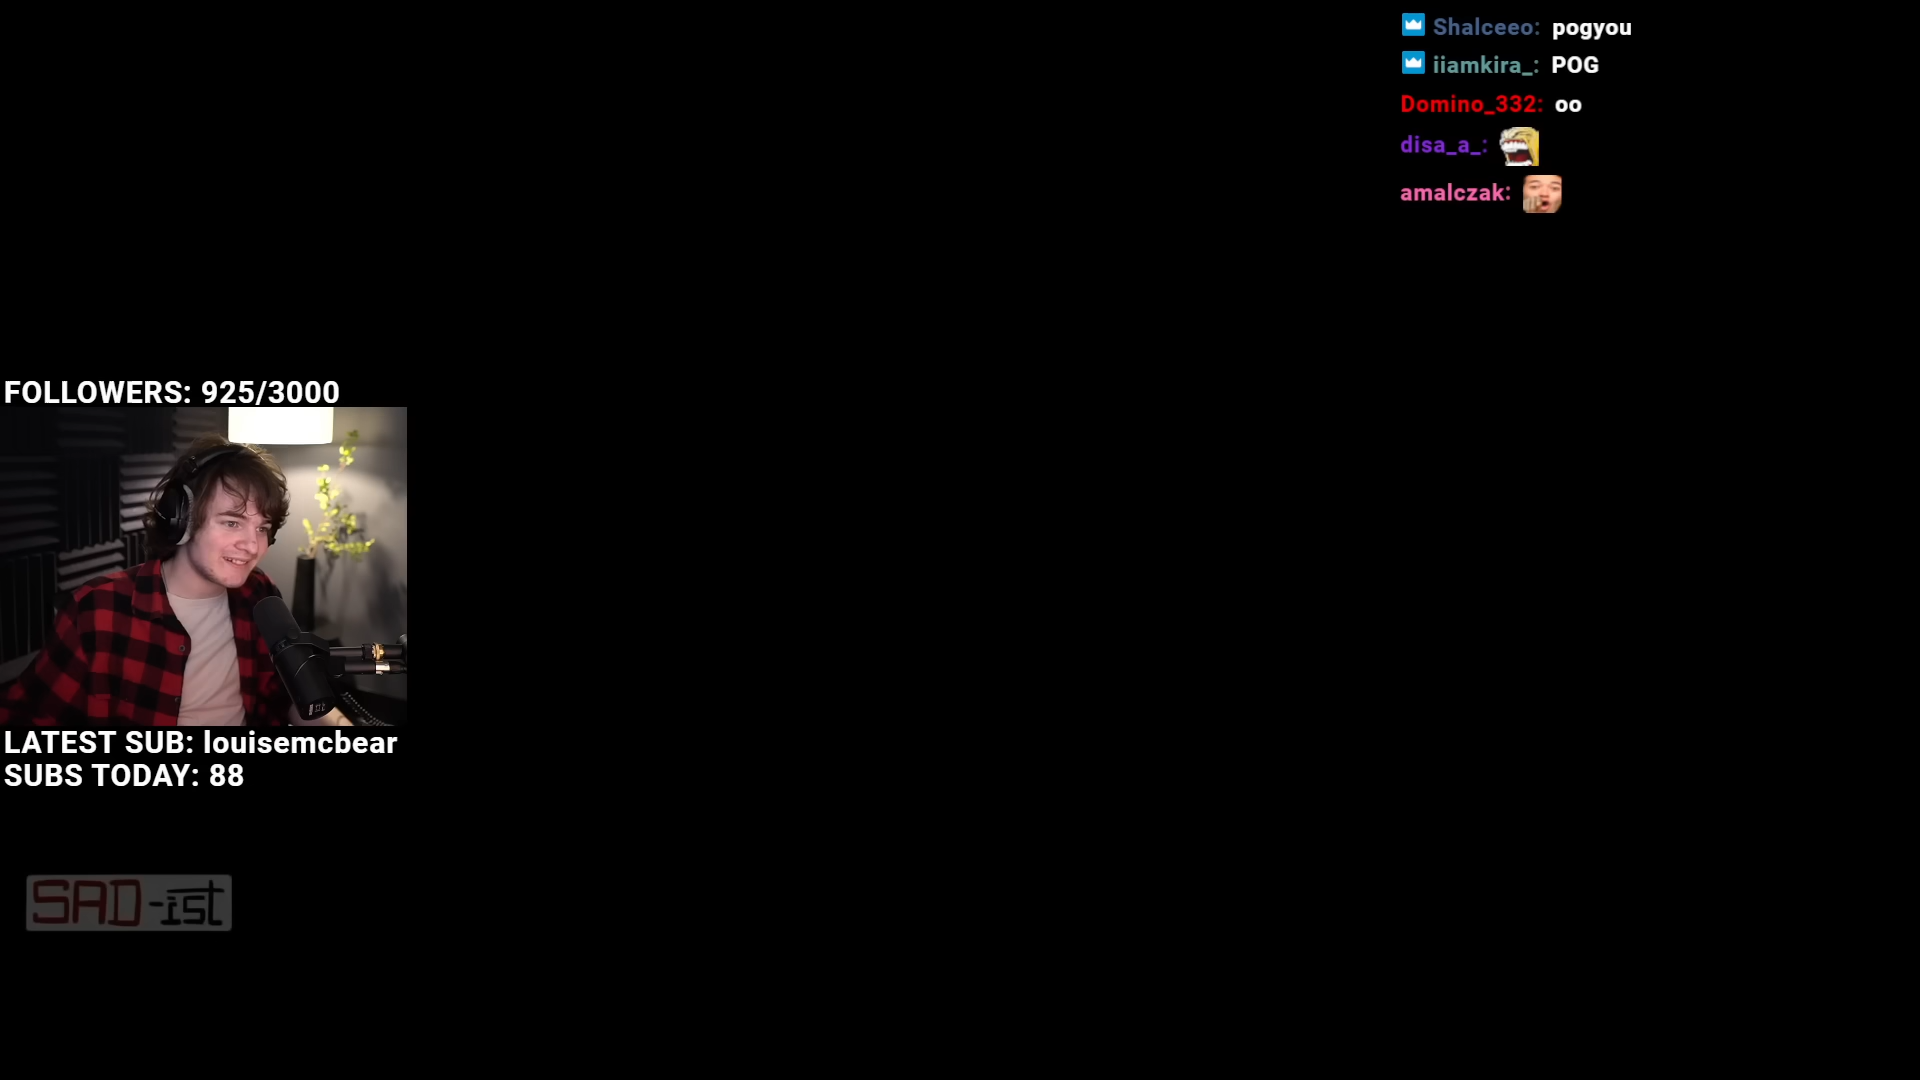 Shalceeo: pogyou
iiamkira_: POG
Domino_332: oo
disa_a_:
amalczak:
FOLLOWERS: 925/3000
LATEST SUB: louisemcbear
SUBS TODAY: 88
SAD-ist